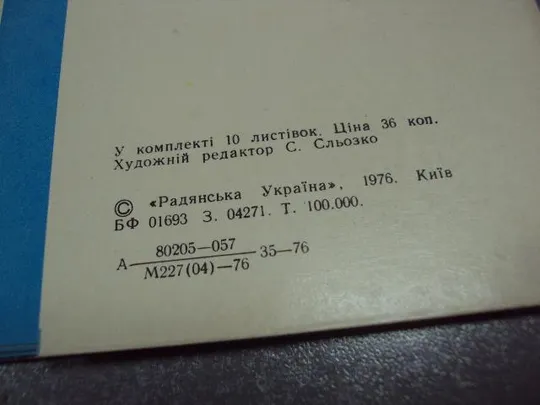 У комплекті 10 листівок. Ціна 36 коп.
Художній редактор С. Сльозко
© «Радянська Україна», 1976. Київ
БФ 01693 З. 04271. Т. 100.000.
А 80205—057 35—76
М227(04)—76